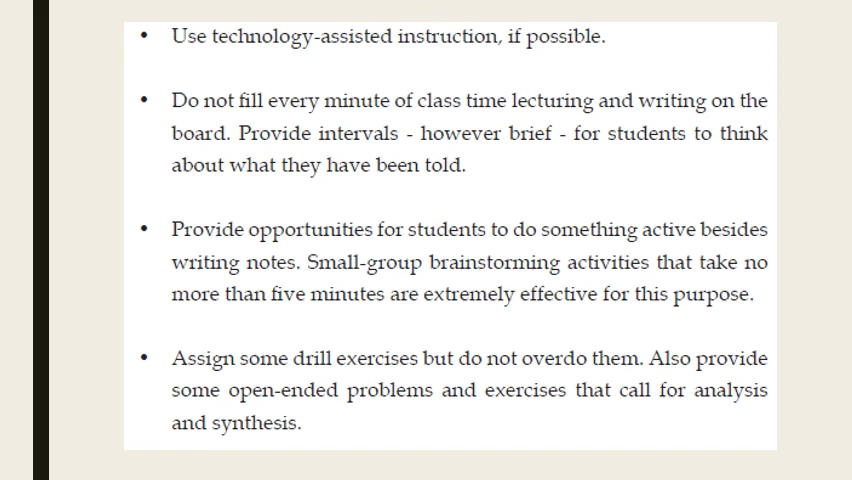 • Use technology-assisted instruction, if possible.
• Do not fill every minute of class time lecturing and writing on the
board. Provide intervals - however brief - for students to think
about what they have been told.
• Provide opportunities for students to do something active besides
writing notes. Small-group brainstorming activities that take no
more than five minutes are extremely effective for this purpose.
• Assign some drill exercises but do not overdo them. Also provide
some open-ended problems and exercises that call for analysis
and synthesis.